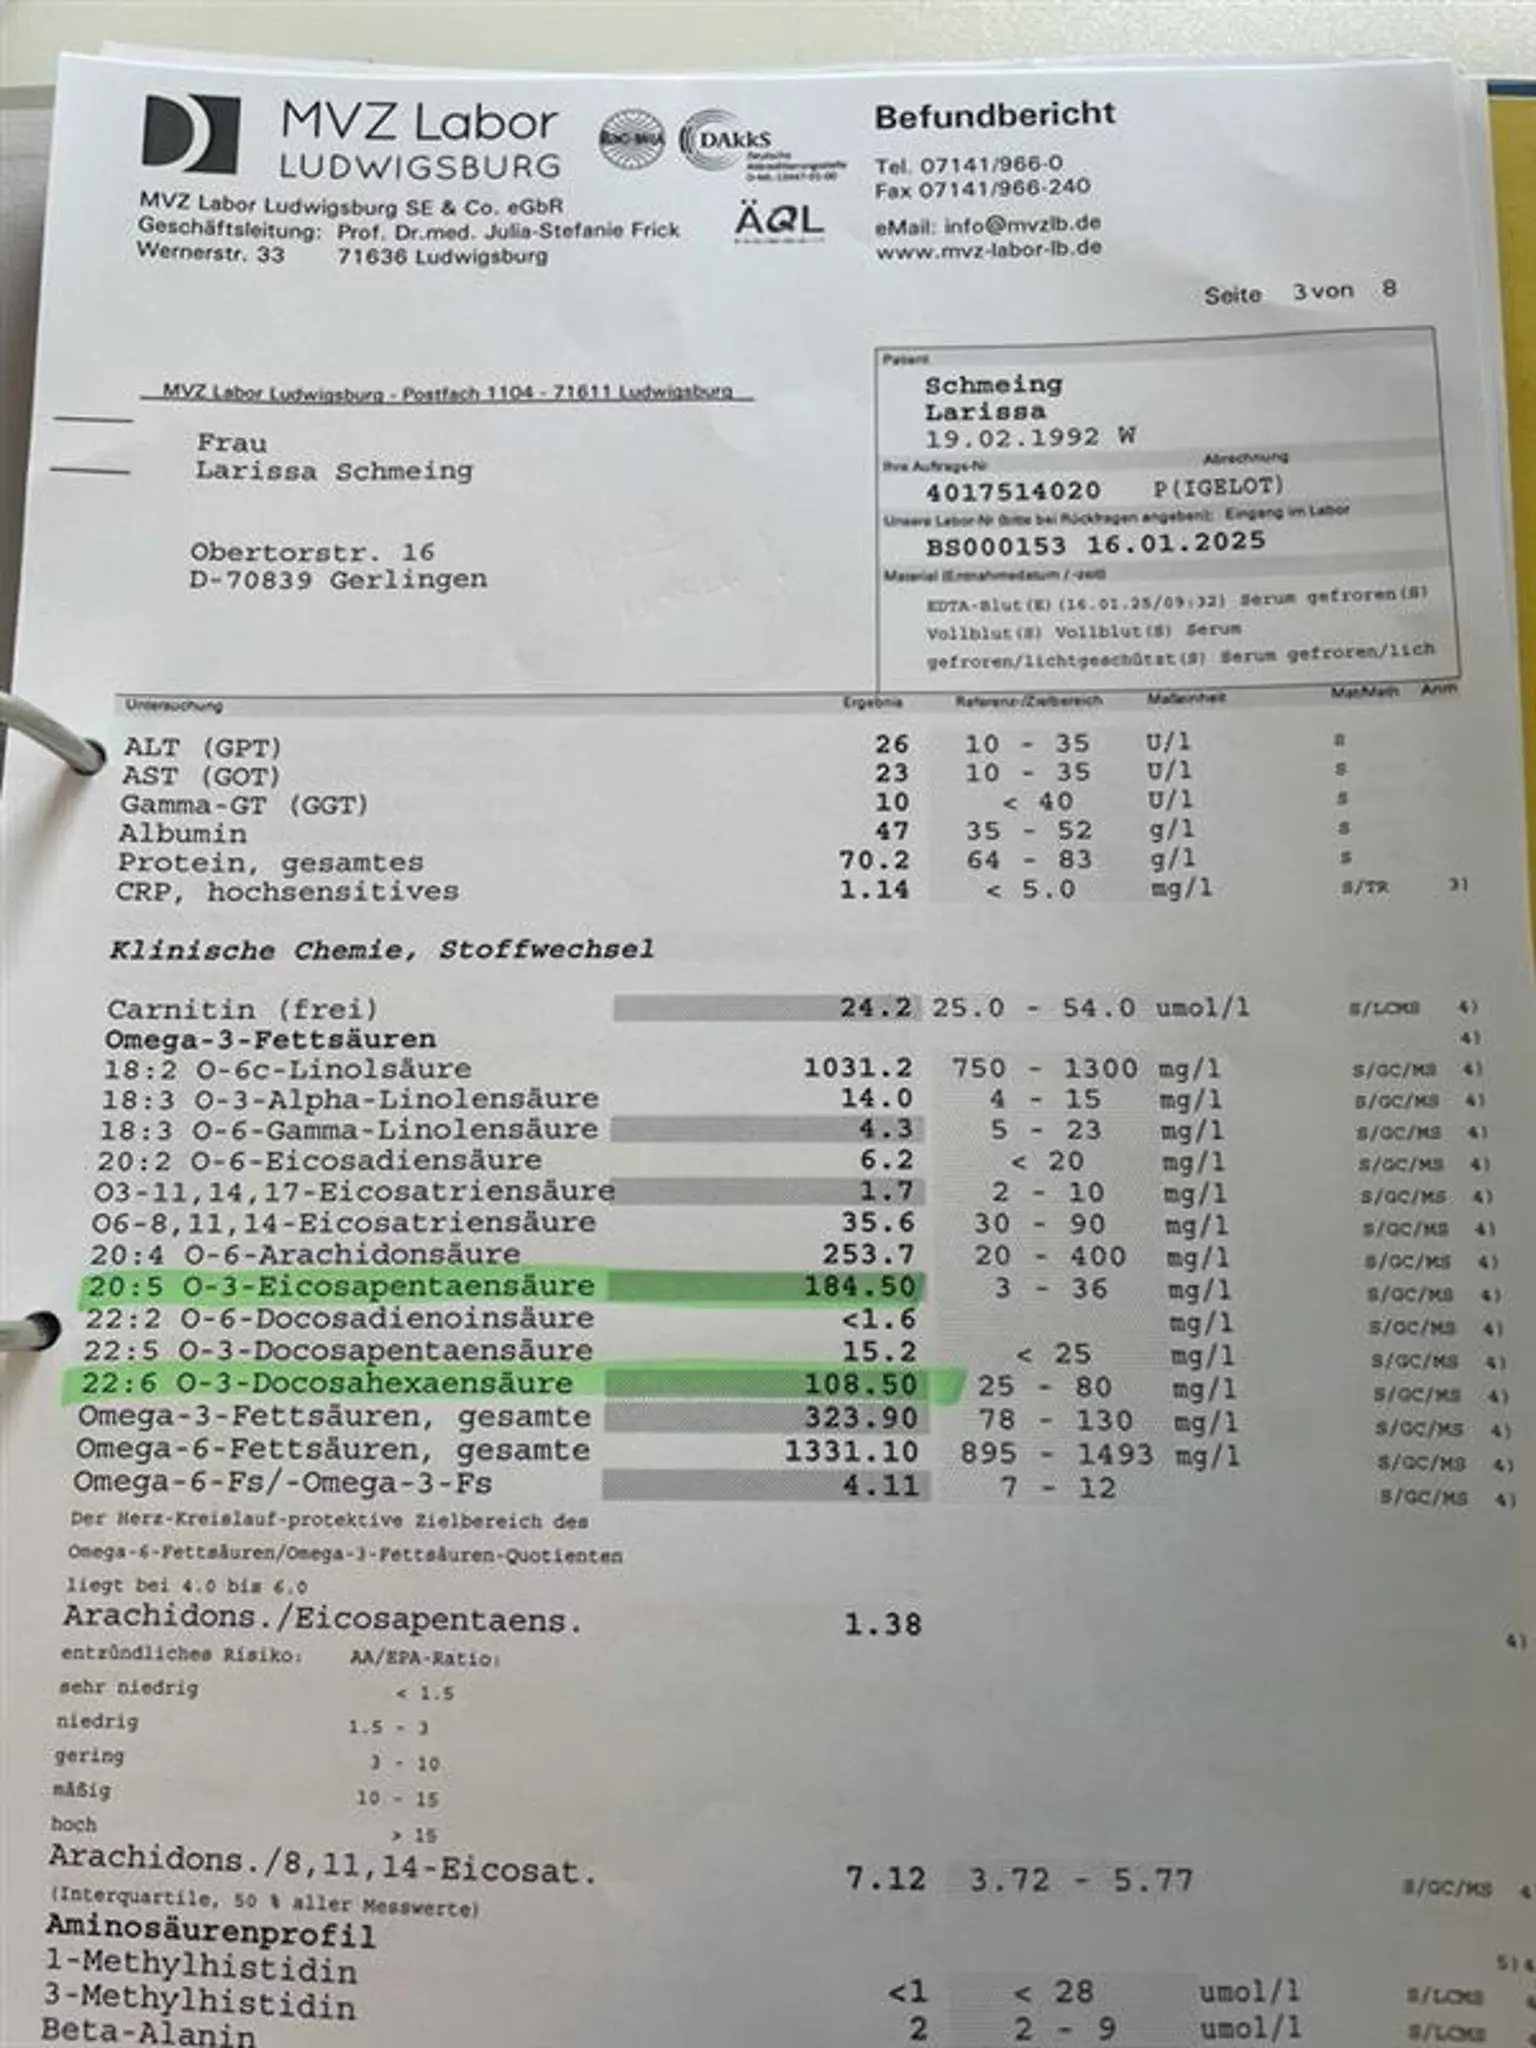 MVZ Labor
LUDWIGSBURG
DAkkS
Deutsche
Akkreditierungsstelle
ÄQL
MVZ Labor Ludwigsburg SE & Co. eGbR
Geschäftsleitung: Prof. Dr.med. Julia-Stefanie Frick
Wernerstr. 33 71636 Ludwigsburg
Befundbericht
Tel. 07141/966-0
Fax 07141/966-240
eMail: info@mvzlb.de
www.mvz-labor-lb.de
Seite 3 von 8
MVZ Labor Ludwigsburg - Postfach 1104 - 71611 Ludwigsburg
Frau
Larissa Schmeing
Obertorstr. 16
D-70839 Gerlingen
Patient
Schmeing
Larissa
19.02.1992 W
Ihre Auftrags-Nr Abrechnung
4017514020 P(IGELOT)
Unsere Labor-Nr (bitte bei Rückfragen angeben): Eingang im Labor
BS000153 16.01.2025
Material (Entnahmedatum / -zeit)
EDTA-Blut(E) (16.01.25/09:32) Serum gefroren(S)
Vollblut(S) Vollblut(S) Serum
gefroren/lichtgeschützt(S) Serum gefroren/lich
Untersuchung Ergebnis Referenz-/Zielbereich Maßeinheit Mat/Meth Anm
ALT (GPT) 26 10 - 35 U/l S
AST (GOT) 23 10 - 35 U/l S
Gamma-GT (GGT) 10 < 40 U/l S
Albumin 47 35 - 52 g/l S
Protein, gesamtes 70.2 64 - 83 g/l S
CRP, hochsensitives 1.14 < 5.0 mg/l S/TR 3)
Klinische Chemie, Stoffwechsel
Carnitin (frei) 24.2 25.0 - 54.0 umol/l S/LCMS 4)
Omega-3-Fettsäuren 4)
18:2 O-6c-Linolsäure 1031.2 750 - 1300 mg/l S/GC/MS 4)
18:3 O-3-Alpha-Linolensäure 14.0 4 - 15 mg/l S/GC/MS 4)
18:3 O-6-Gamma-Linolensäure 4.3 5 - 23 mg/l S/GC/MS 4)
20:2 O-6-Eicosadiensäure 6.2 < 20 mg/l S/GC/MS 4)
O3-11,14,17-Eicosatriensäure 1.7 2 - 10 mg/l S/GC/MS 4)
O6-8,11,14-Eicosatriensäure 35.6 30 - 90 mg/l S/GC/MS 4)
20:4 O-6-Arachidonsäure 253.7 20 - 400 mg/l S/GC/MS 4)
20:5 O-3-Eicosapentaensäure 184.50 3 - 36 mg/l S/GC/MS 4)
22:2 O-6-Docosadienoinsäure <1.6 mg/l S/GC/MS 4)
22:5 O-3-Docosapentaensäure 15.2 < 25 mg/l S/GC/MS 4)
22:6 O-3-Docosahexaensäure 108.50 25 - 80 mg/l S/GC/MS 4)
Omega-3-Fettsäuren, gesamte 323.90 78 - 130 mg/l S/GC/MS 4)
Omega-6-Fettsäuren, gesamte 1331.10 895 - 1493 mg/l S/GC/MS 4)
Omega-6-Fs/-Omega-3-Fs 4.11 7 - 12 S/GC/MS 4)
Der Herz-Kreislauf-protektive Zielbereich des
Omega-6-Fettsäuren/Omega-3-Fettsäuren-Quotienten
liegt bei 4.0 bis 6.0
Arachidons./Eicosapentaens. 1.38 4)
entzündliches Risiko: AA/EPA-Ratio:
sehr niedrig < 1.5
niedrig 1.5 - 3
gering 3 - 10
mäßig 10 - 15
hoch > 15
Arachidons./8,11,14-Eicosat. 7.12 3.72 - 5.77 S/GC/MS 4
(Interquartile, 50 % aller Messwerte)
Aminosäurenprofil 5)4
1-Methylhistidin <1 < 28 umol/l S/LCMS
3-Methylhistidin 2 2 - 9 umol/l S/LCMS
Beta-Alanin